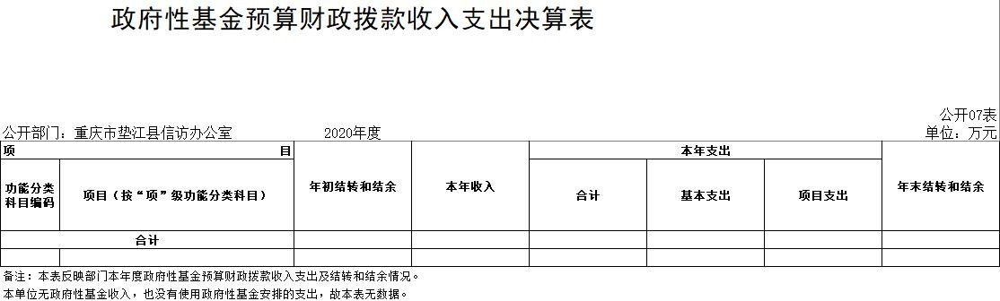 政府性基金预算财政拨款收入支出决算表
公开07表
公开部门：重庆市垫江县信访办公室 2020年度 单位：万元
项 目 年初结转和结余 本年收入 本年支出 年末结转和结余
功能分类科目编码 项目（按“项”级功能分类科目） 合计 基本支出 项目支出
合计
备注：本表反映部门本年度政府性基金预算财政拨款收入支出及结转和结余情况。
本单位无政府性基金收入，也没有使用政府性基金安排的支出，故本表无数据。